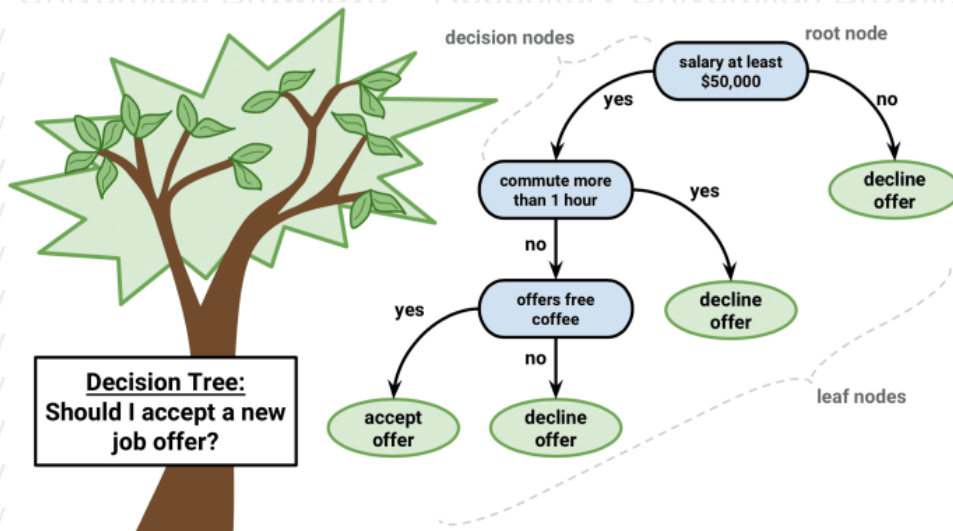 decision nodes
root node
salary at least
$50,000
yes
no
commute more
than 1 hour
yes
decline
offer
no
offers free
coffee
decline
offer
yes
no
Decision Tree:
Should I accept a new
job offer?
accept
offer
decline
offer
leaf nodes